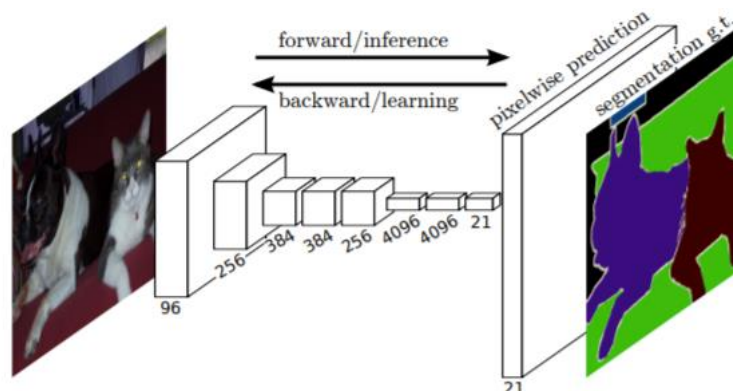 forward/inference
backward/learning
pixelwise prediction
segmentation g.t.
96
256
384
384
256
4096
4096
21
21